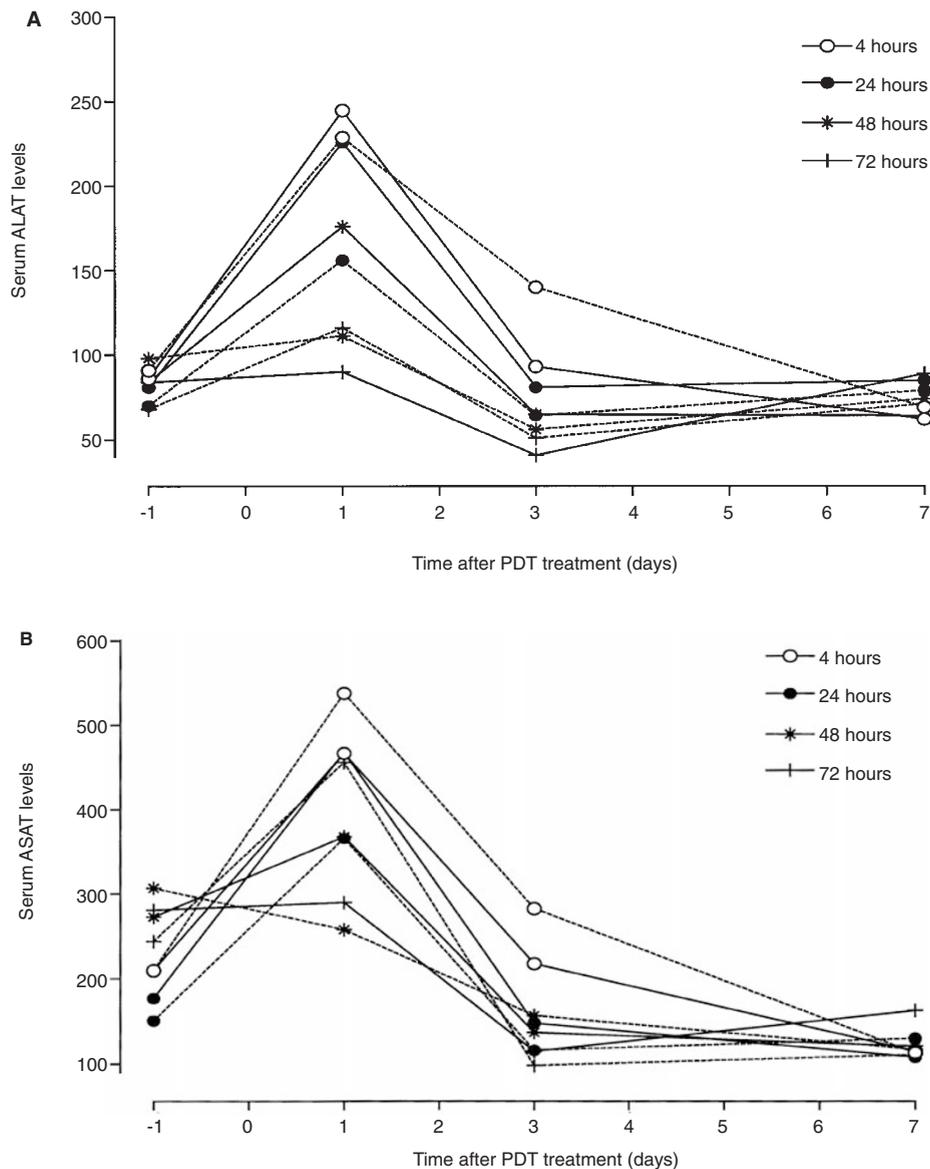 A
300
250
200
150
100
50
Serum ALAT levels
4 hours
24 hours
48 hours
72 hours
-1 0 1 2 3 4 5 6 7
Time after PDT treatment (days)
B
600
500
400
300
200
100
Serum ASAT levels
4 hours
24 hours
48 hours
72 hours
-1 0 1 2 3 4 5 6 7
Time after PDT treatment (days)